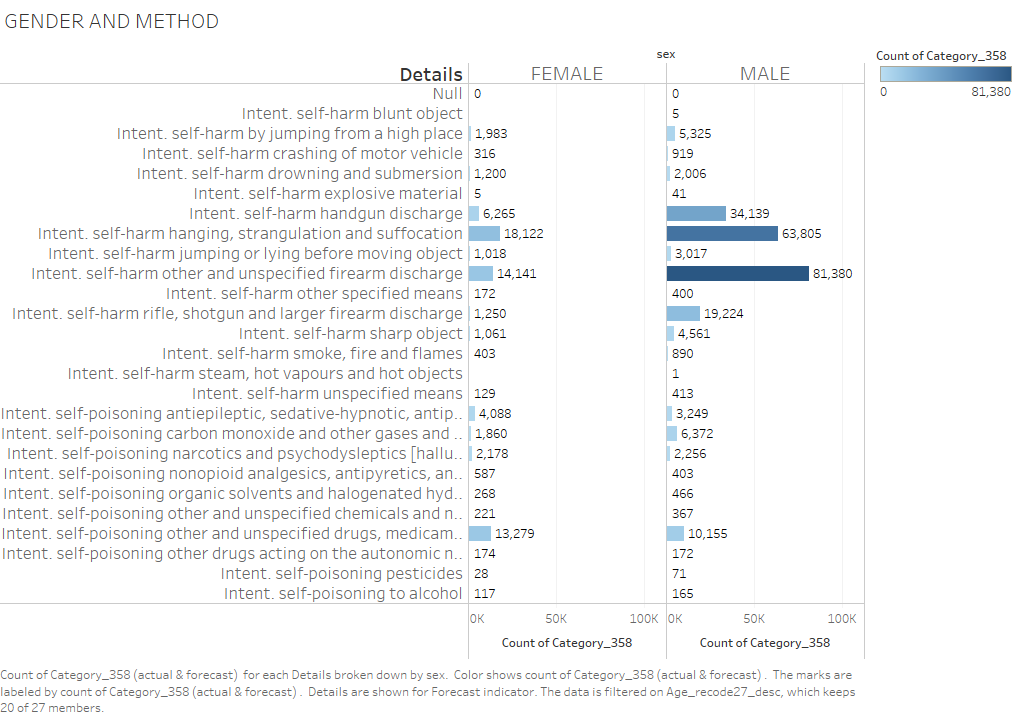 GENDER AND METHOD
sex
Count of Category_358
Details FEMALE MALE
0 81,380
Null 0 0
Intent. self-harm blunt object 5
Intent. self-harm by jumping from a high place 1,983 5,325
Intent. self-harm crashing of motor vehicle 316 919
Intent. self-harm drowning and submersion 1,200 2,006
Intent. self-harm explosive material 5 41
Intent. self-harm handgun discharge 6,265 34,139
Intent. self-harm hanging, strangulation and suffocation 18,122 63,805
Intent. self-harm jumping or lying before moving object 1,018 3,017
Intent. self-harm other and unspecified firearm discharge 14,141 81,380
Intent. self-harm other specified means 172 400
Intent. self-harm rifle, shotgun and larger firearm discharge 1,250 19,224
Intent. self-harm sharp object 1,061 4,561
Intent. self-harm smoke, fire and flames 403 890
Intent. self-harm steam, hot vapours and hot objects 1
Intent. self-harm unspecified means 129 413
Intent. self-poisoning antiepileptic, sedative-hypnotic, antip.. 4,088 3,249
Intent. self-poisoning carbon monoxide and other gases and .. 1,860 6,372
Intent. self-poisoning narcotics and psychodysleptics [hallu.. 2,178 2,256
Intent. self-poisoning nonopioid analgesics, antipyretics, an.. 587 403
Intent. self-poisoning organic solvents and halogenated hyd.. 268 466
Intent. self-poisoning other and unspecified chemicals and n.. 221 367
Intent. self-poisoning other and unspecified drugs, medicam.. 13,279 10,155
Intent. self-poisoning other drugs acting on the autonomic n.. 174 172
Intent. self-poisoning pesticides 28 71
Intent. self-poisoning to alcohol 117 165
0K 50K 100K 0K 50K 100K
Count of Category_358 Count of Category_358
Count of Category_358 (actual & forecast) for each Details broken down by sex. Color shows count of Category_358 (actual & forecast) . The marks are
labeled by count of Category_358 (actual & forecast) . Details are shown for Forecast indicator. The data is filtered on Age_recode27_desc, which keeps
20 of 27 members.